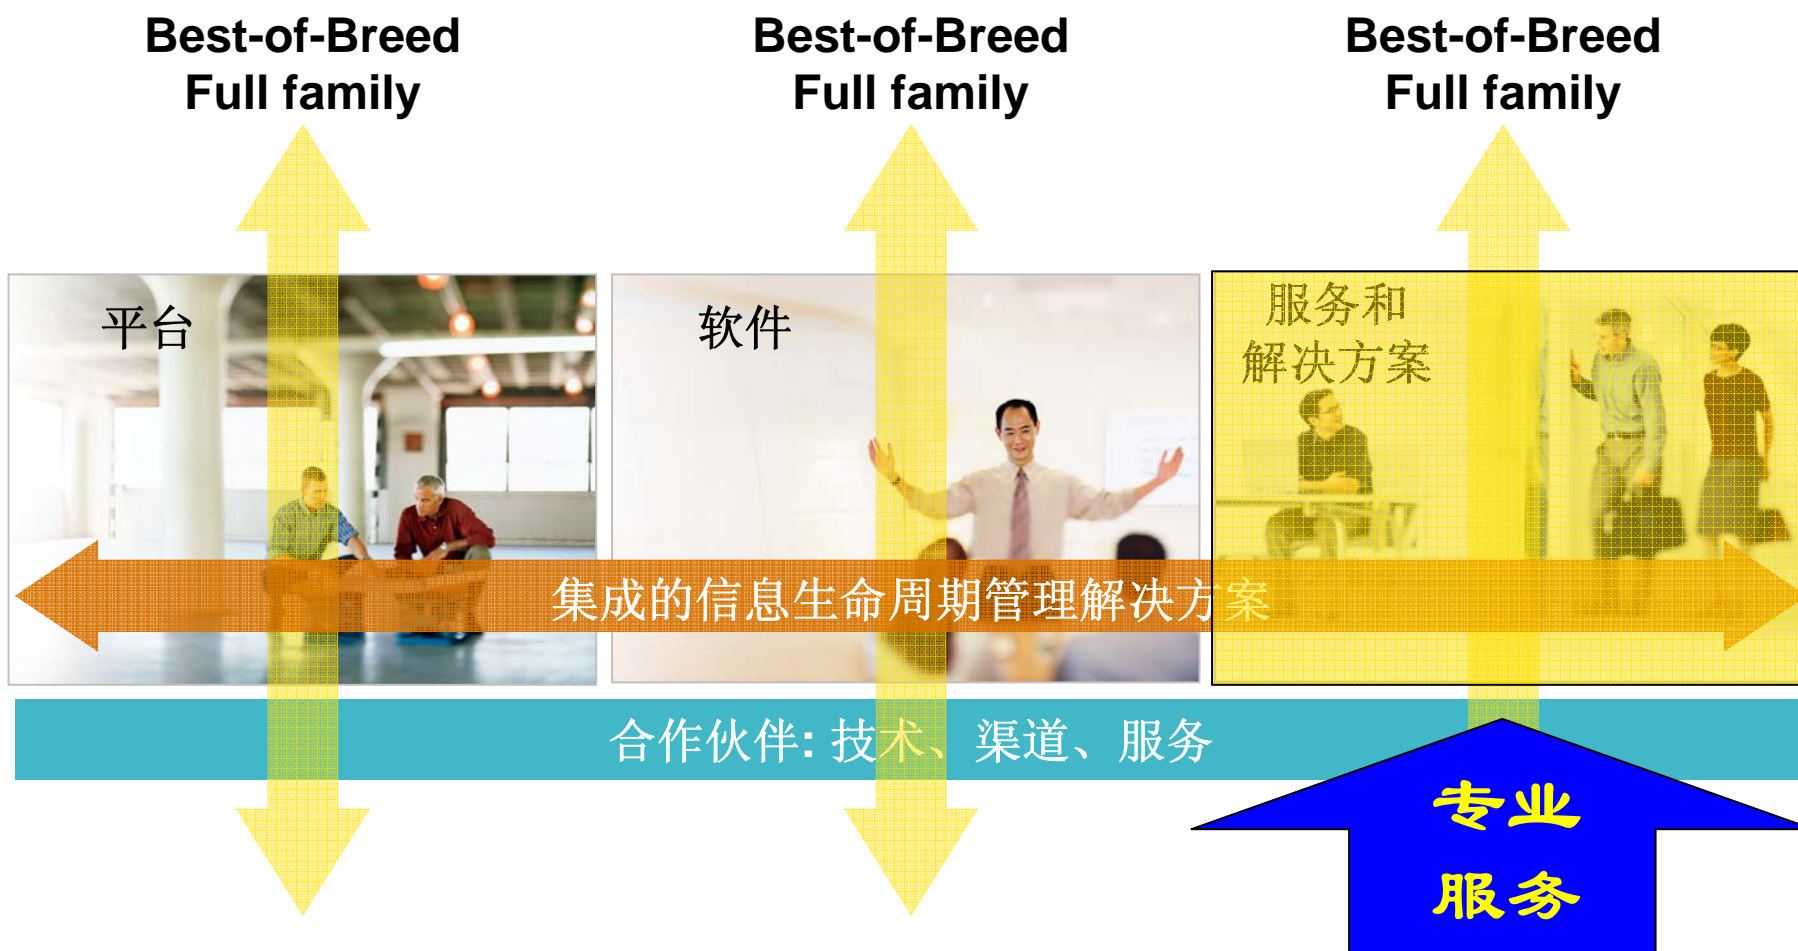 Best-of-Breed
Full family
Best-of-Breed
Full family
Best-of-Breed
Full family
平台
软件
服务和
解决方案
集成的信息生命周期管理解决方案
合作伙伴: 技术、渠道、服务
专业
服务